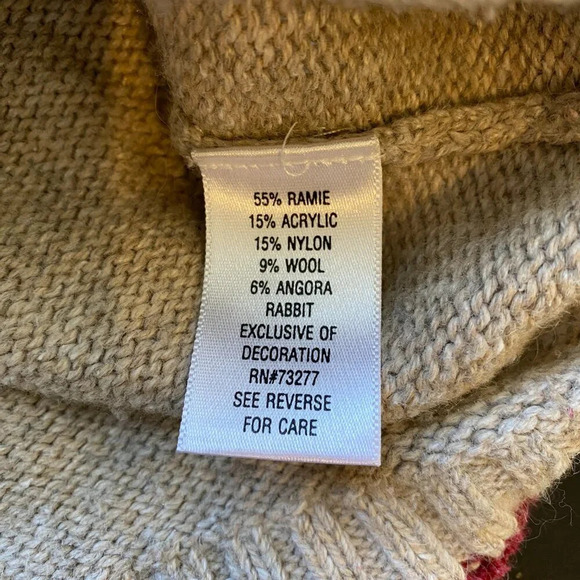 55% RAMIE
15% ACRYLIC
15% NYLON
9% WOOL
6% ANGORA
RABBIT
EXCLUSIVE OF
DECORATION
RN#73277
SEE REVERSE
FOR CARE